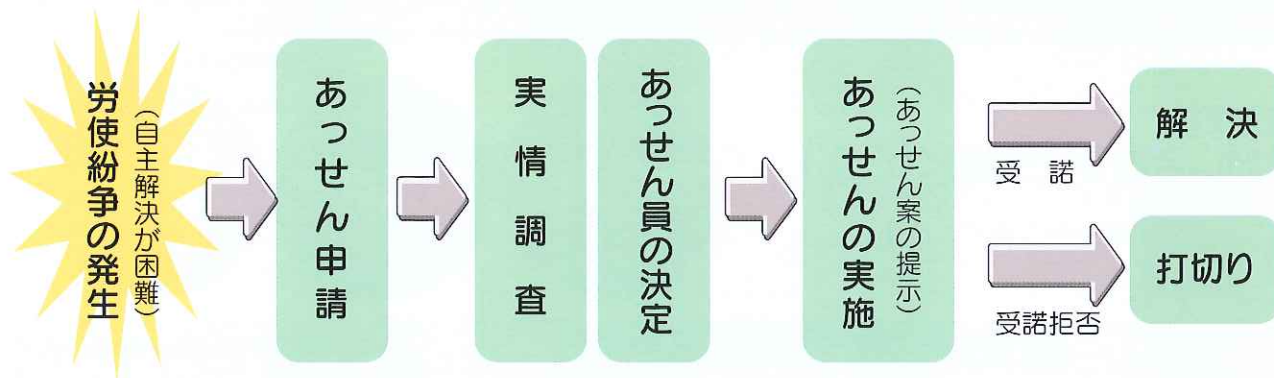 労使紛争の発生
（自主解決が困難）
あっせん申請
実情調査
あっせん員の決定
あっせんの実施
（あっせん案の提示）
受諾
解決
受諾拒否
打切り